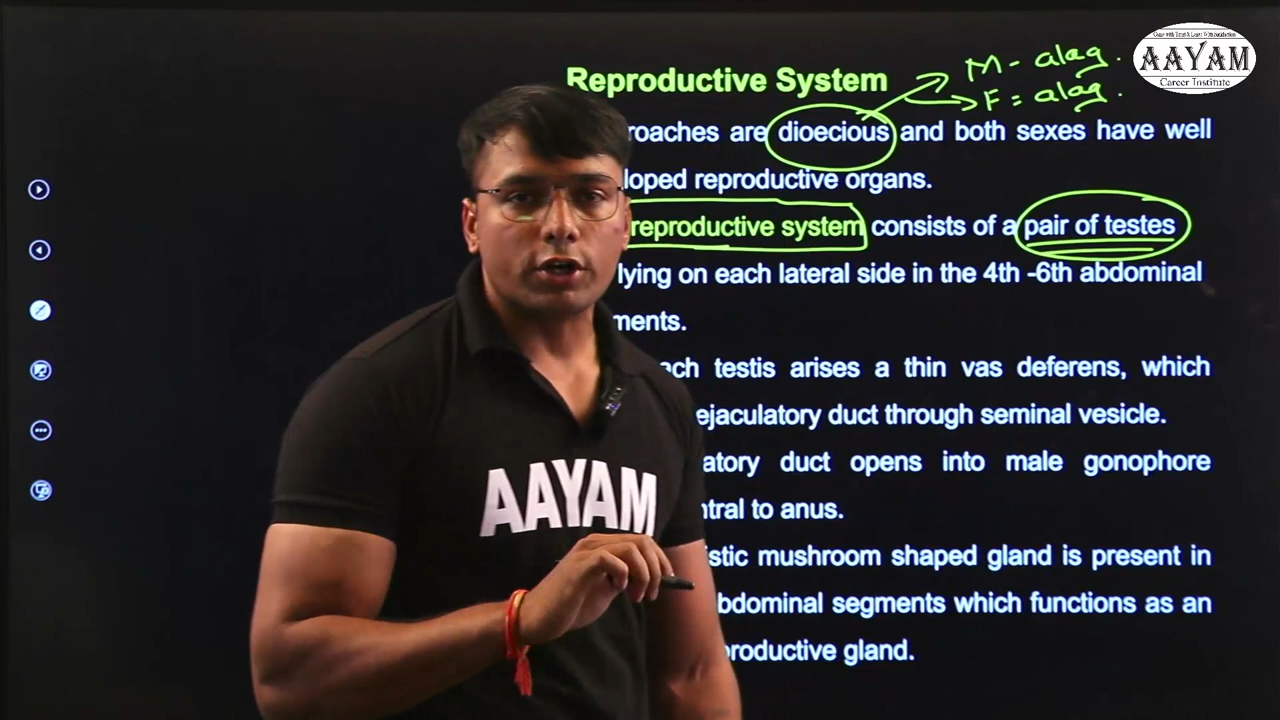 Reproductive System
M - alag.
F = alag.
AAYAM
Career Institute
roaches are dioecious and both sexes have well
loped reproductive organs.
reproductive system consists of a pair of testes
lying on each lateral side in the 4th -6th abdominal
ments.
ach testis arises a thin vas deferens, which
ejaculatory duct through seminal vesicle.
atory duct opens into male gonophore
ntral to anus.
istic mushroom shaped gland is present in
bdominal segments which functions as an
productive gland.
AAYAM